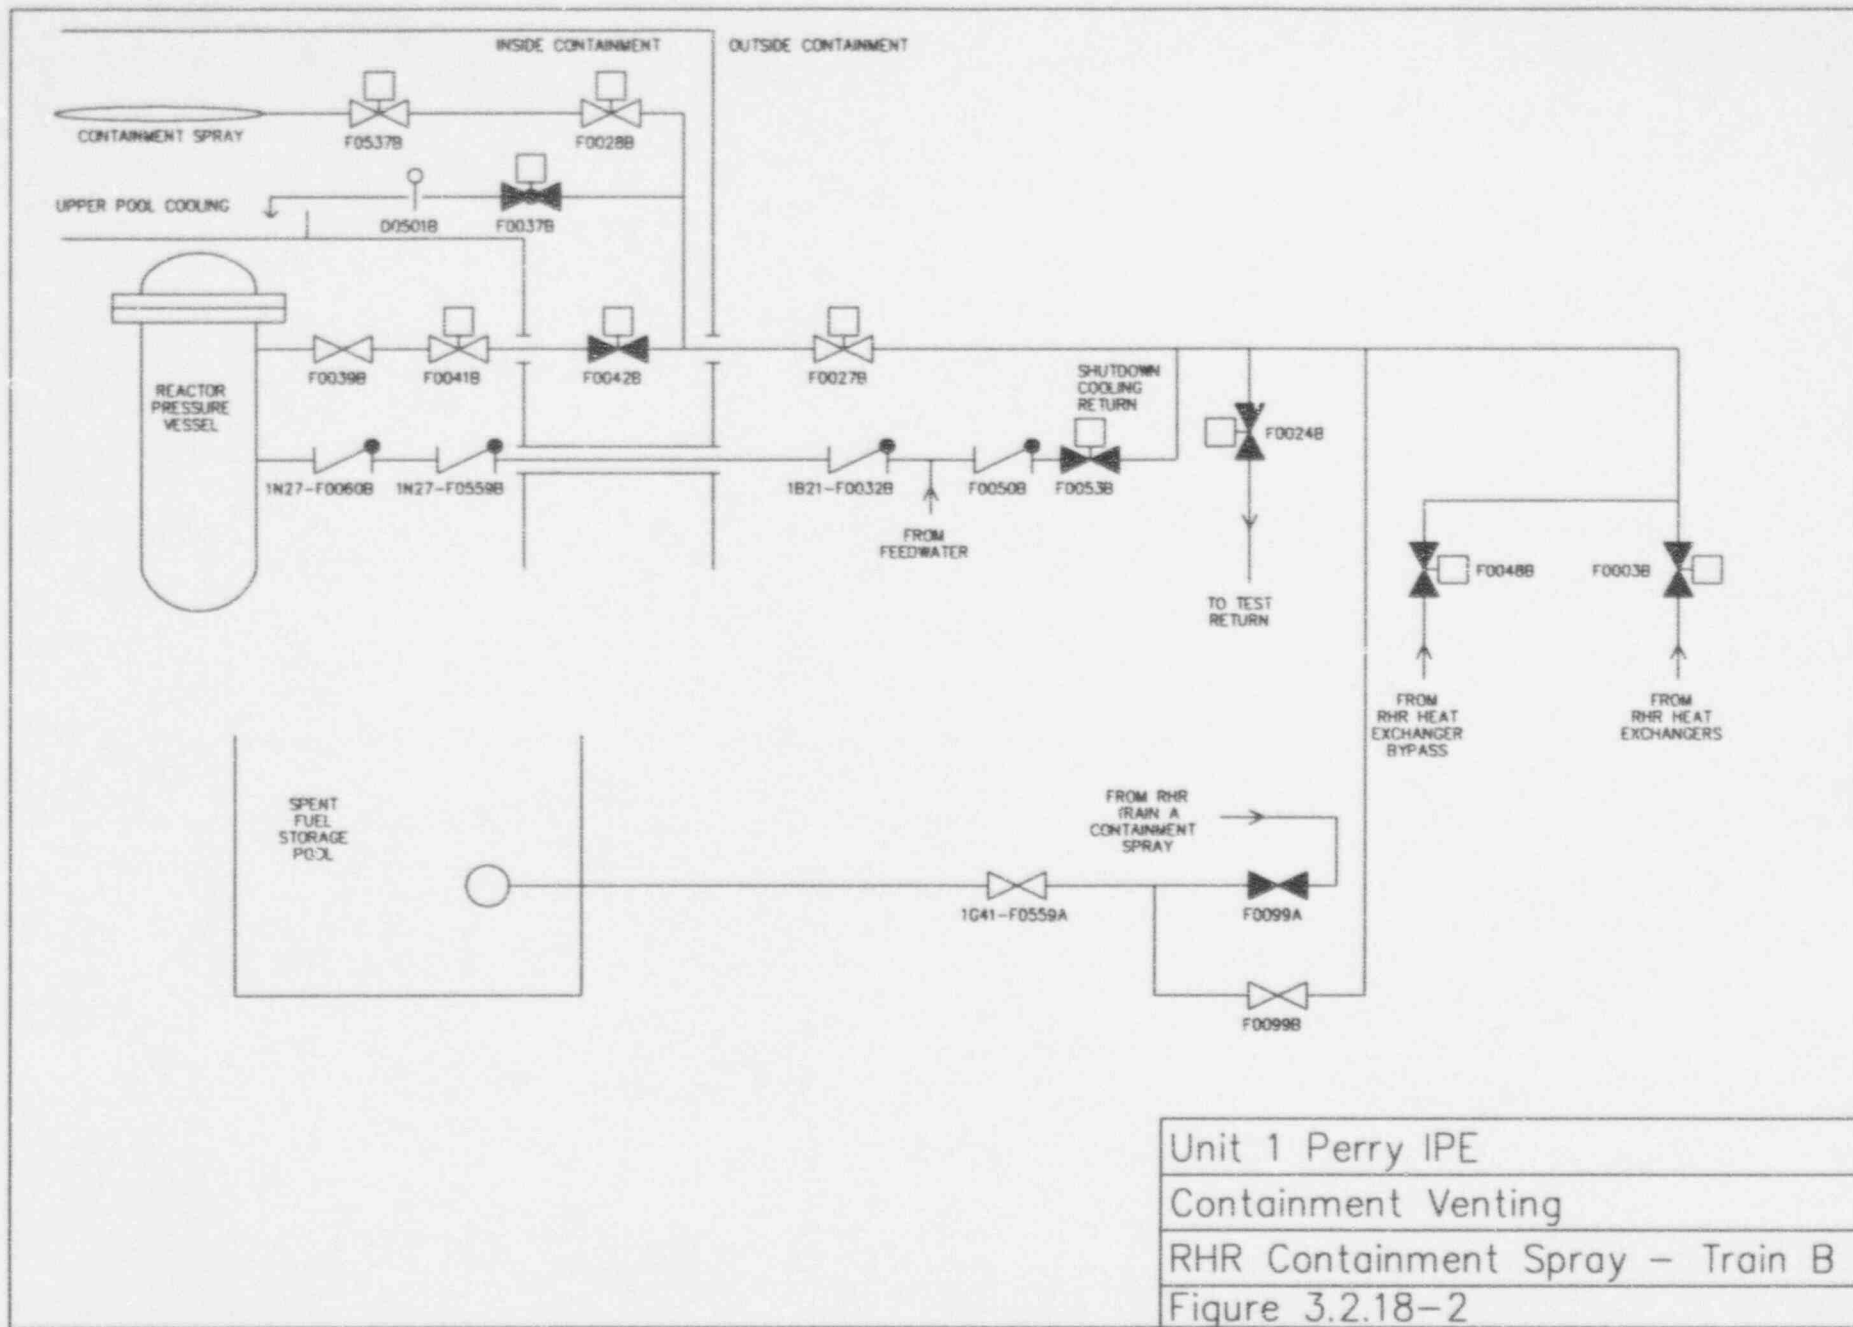 INSIDE CONTAINMENT
OUTSIDE CONTAINMENT
CONTAINMENT SPRAY
F0537B
F0028B
UPPER POOL COOLING
D0501B
F0037B
REACTOR
PRESSURE
VESSEL
F0039B
F0041B
F0042B
F0027B
SHUTDOWN
COOLING
RETURN
F0024B
1N27-F0060B
1N27-F0559B
1B21-F0032B
F0050B
F0053B
FROM
FEEDWATER
TO TEST
RETURN
F0048B
F0003B
FROM
RHR HEAT
EXCHANGER
BYPASS
FROM
RHR HEAT
EXCHANGERS
SPENT
FUEL
STORAGE
POOL
FROM RHR
TRAIN A
CONTAINMENT
SPRAY
1G41-F0559A
F0099A
F0099B
Unit 1 Perry IPE
Containment Venting
RHR Containment Spray - Train B
Figure 3.2.18-2